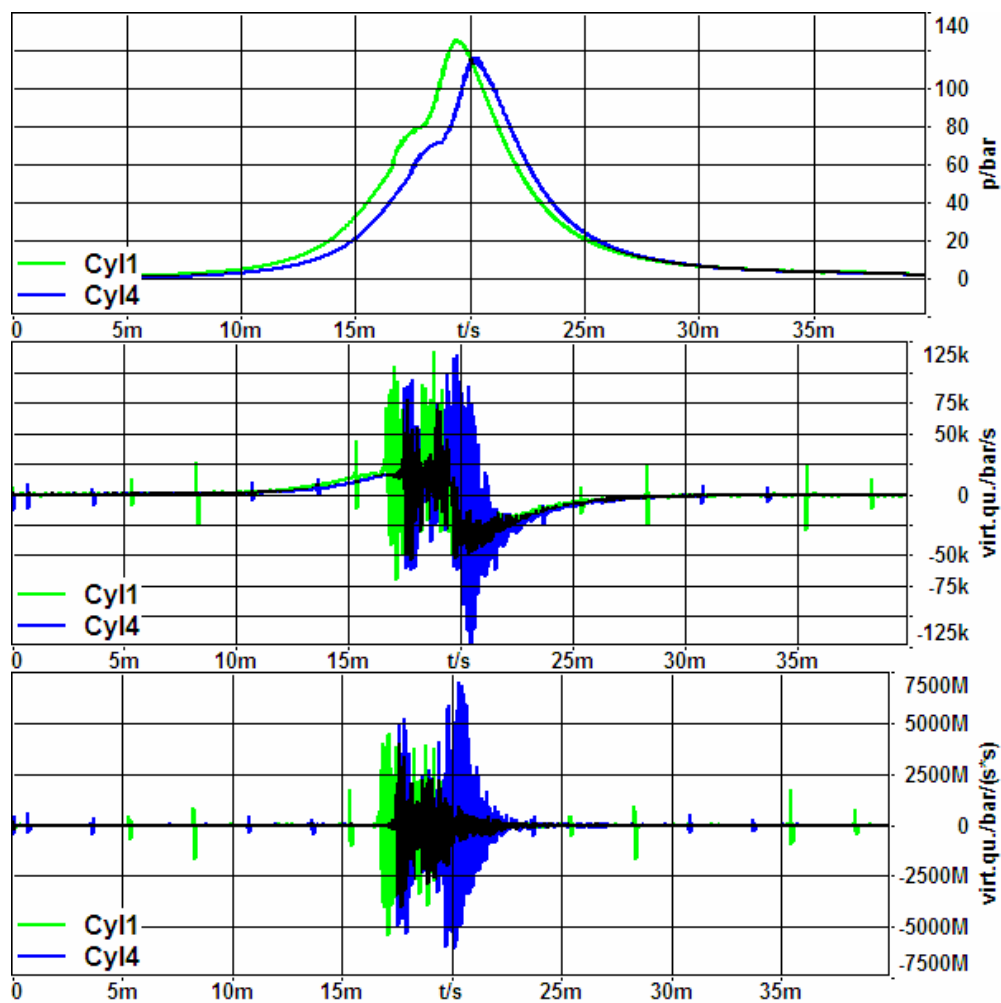 140
100
80
60
40
20
0
p/bar
Cyl1
Cyl4
0 5m 10m 15m t/s 25m 30m 35m
125k
75k
50k
0
-50k
-75k
-125k
virt.qu./bar/s
Cyl1
Cyl4
0 5m 10m 15m t/s 25m 30m 35m
7500M
5000M
2500M
0
-2500M
-5000M
-7500M
virt.qu./bar/(s*s)
Cyl1
Cyl4
0 5m 10m 15m t/s 25m 30m 35m